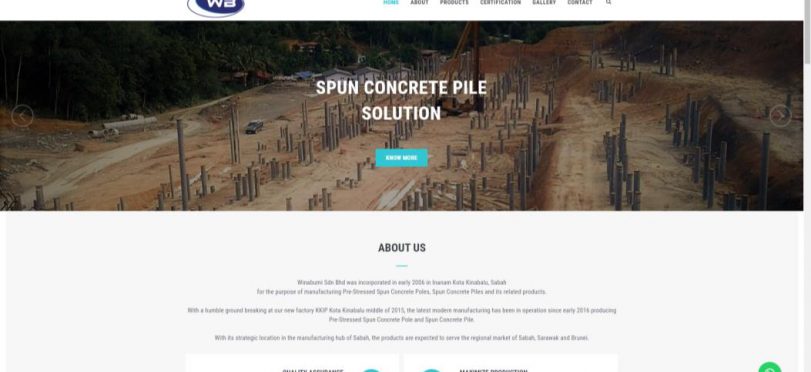 WB
HOME ABOUT PRODUCTS CERTIFICATION GALLERY CONTACT
SPUN CONCRETE PILE
SOLUTION
KNOW MORE
ABOUT US
Winabumi Sdn Bhd was incorporated in early 2006 in Inanam Kota Kinabalu, Sabah
for the purpose of manufacturing Pre-Stressed Spun Concrete Poles, Spun Concrete Piles and its related products.
With a humble ground breaking at our new factory KKIP Kota Kinabalu middle of 2015, the latest modern manufacturing has been in operation since early 2016 producing
Pre-Stressed Spun Concrete Pole and Spun Concrete Pile.
With its strategic location in the manufacturing hub of Sabah, the products are expected to serve the regional market of Sabah, Sarawak and Brunei.
QUALITY ASSURANCE MAXIMIZE PRODUCTION